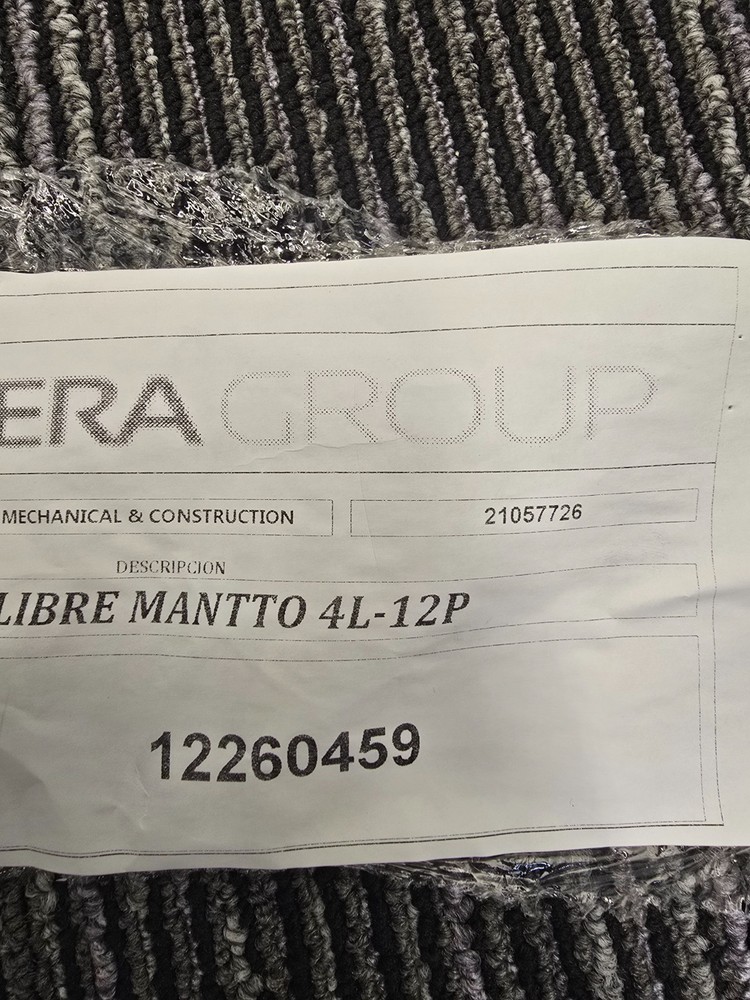 ERA GROUP
MECHANICAL & CONSTRUCTION
21057726
DESCRIPCION
LIBRE MANTTO 4L-12P
12260459